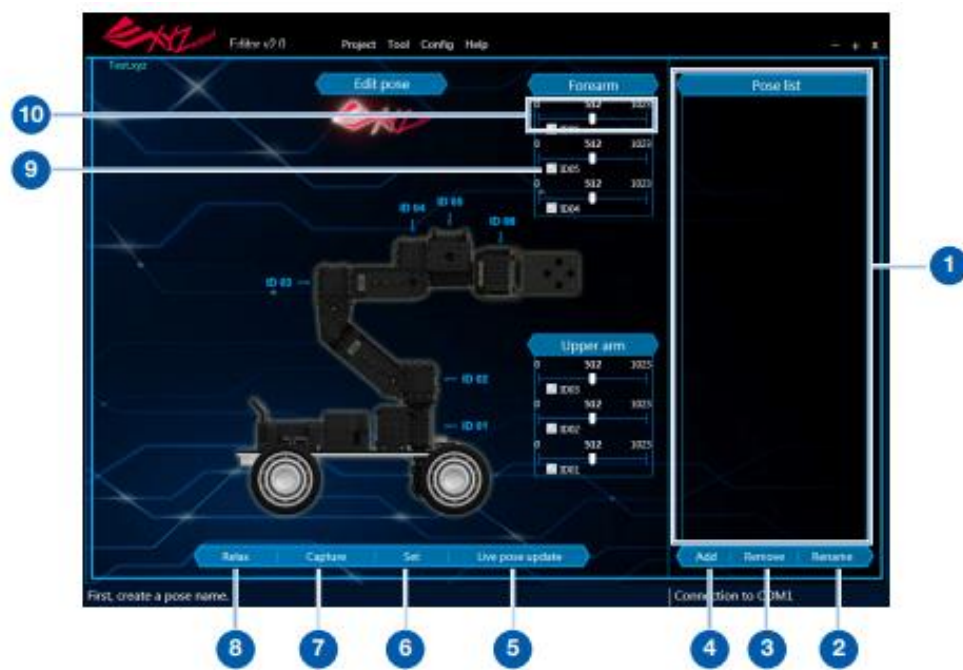 XYZ
Editor v2.0
Project Tool Config Help
- + x
Test.xyz
Edit pose
Forearm
Pose list
0 512 1023
10
0 512 1023
9
ID05
0 512 1023
ID04
ID 04
ID 05
ID 06
1
ID 03
Upper arm
0 512 1023
ID03
ID 02
0 512 1023
ID02
ID 01
0 512 1023
ID01
Relax Capture Set Live pose update
Add Remove Rename
First, create a pose name.
Connection to COM1
8 7 6 5 4 3 2